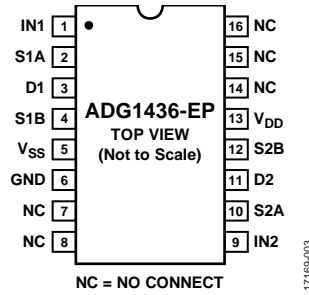 IN1 1
S1A 2
D1 3
S1B 4
VSS 5
GND 6
NC 7
NC 8
ADG1436-EP
TOP VIEW
(Not to Scale)
16 NC
15 NC
14 NC
13 VDD
12 S2B
11 D2
10 S2A
9 IN2
NC = NO CONNECT
17169-003